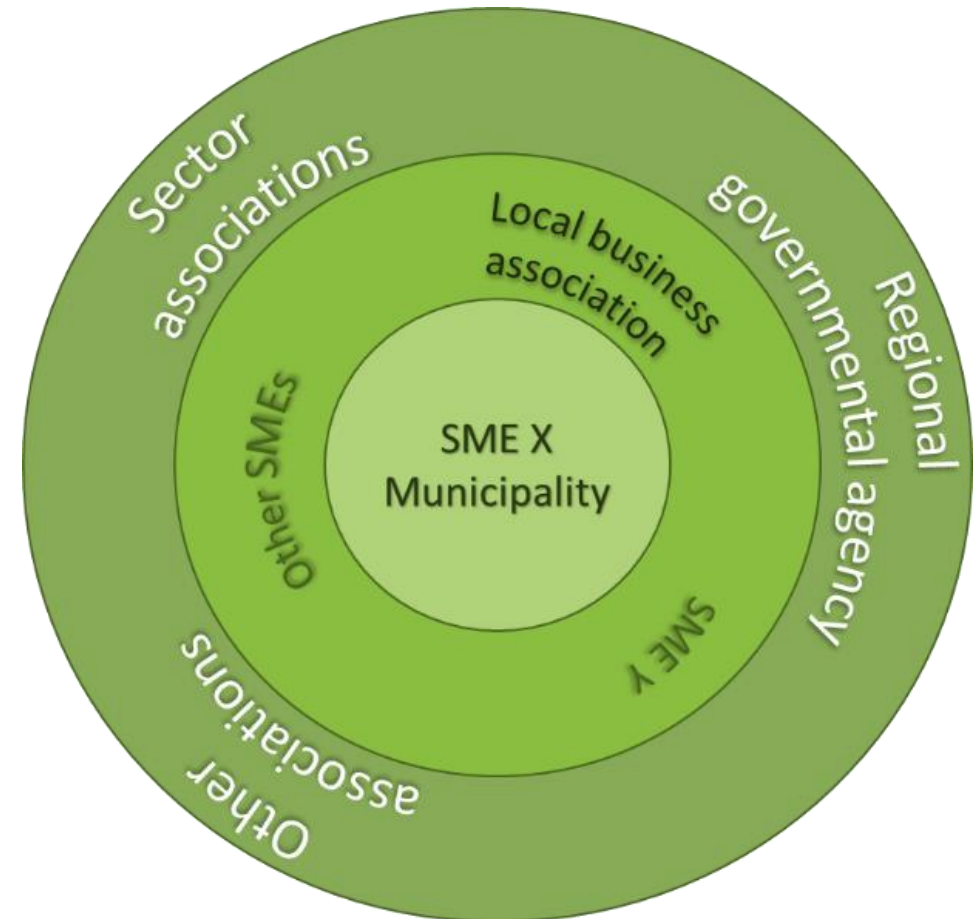 Sector
associations
Regional
governmental agency
Local business
association
Other SMEs
SME X
Municipality
SME Y
Other
associations